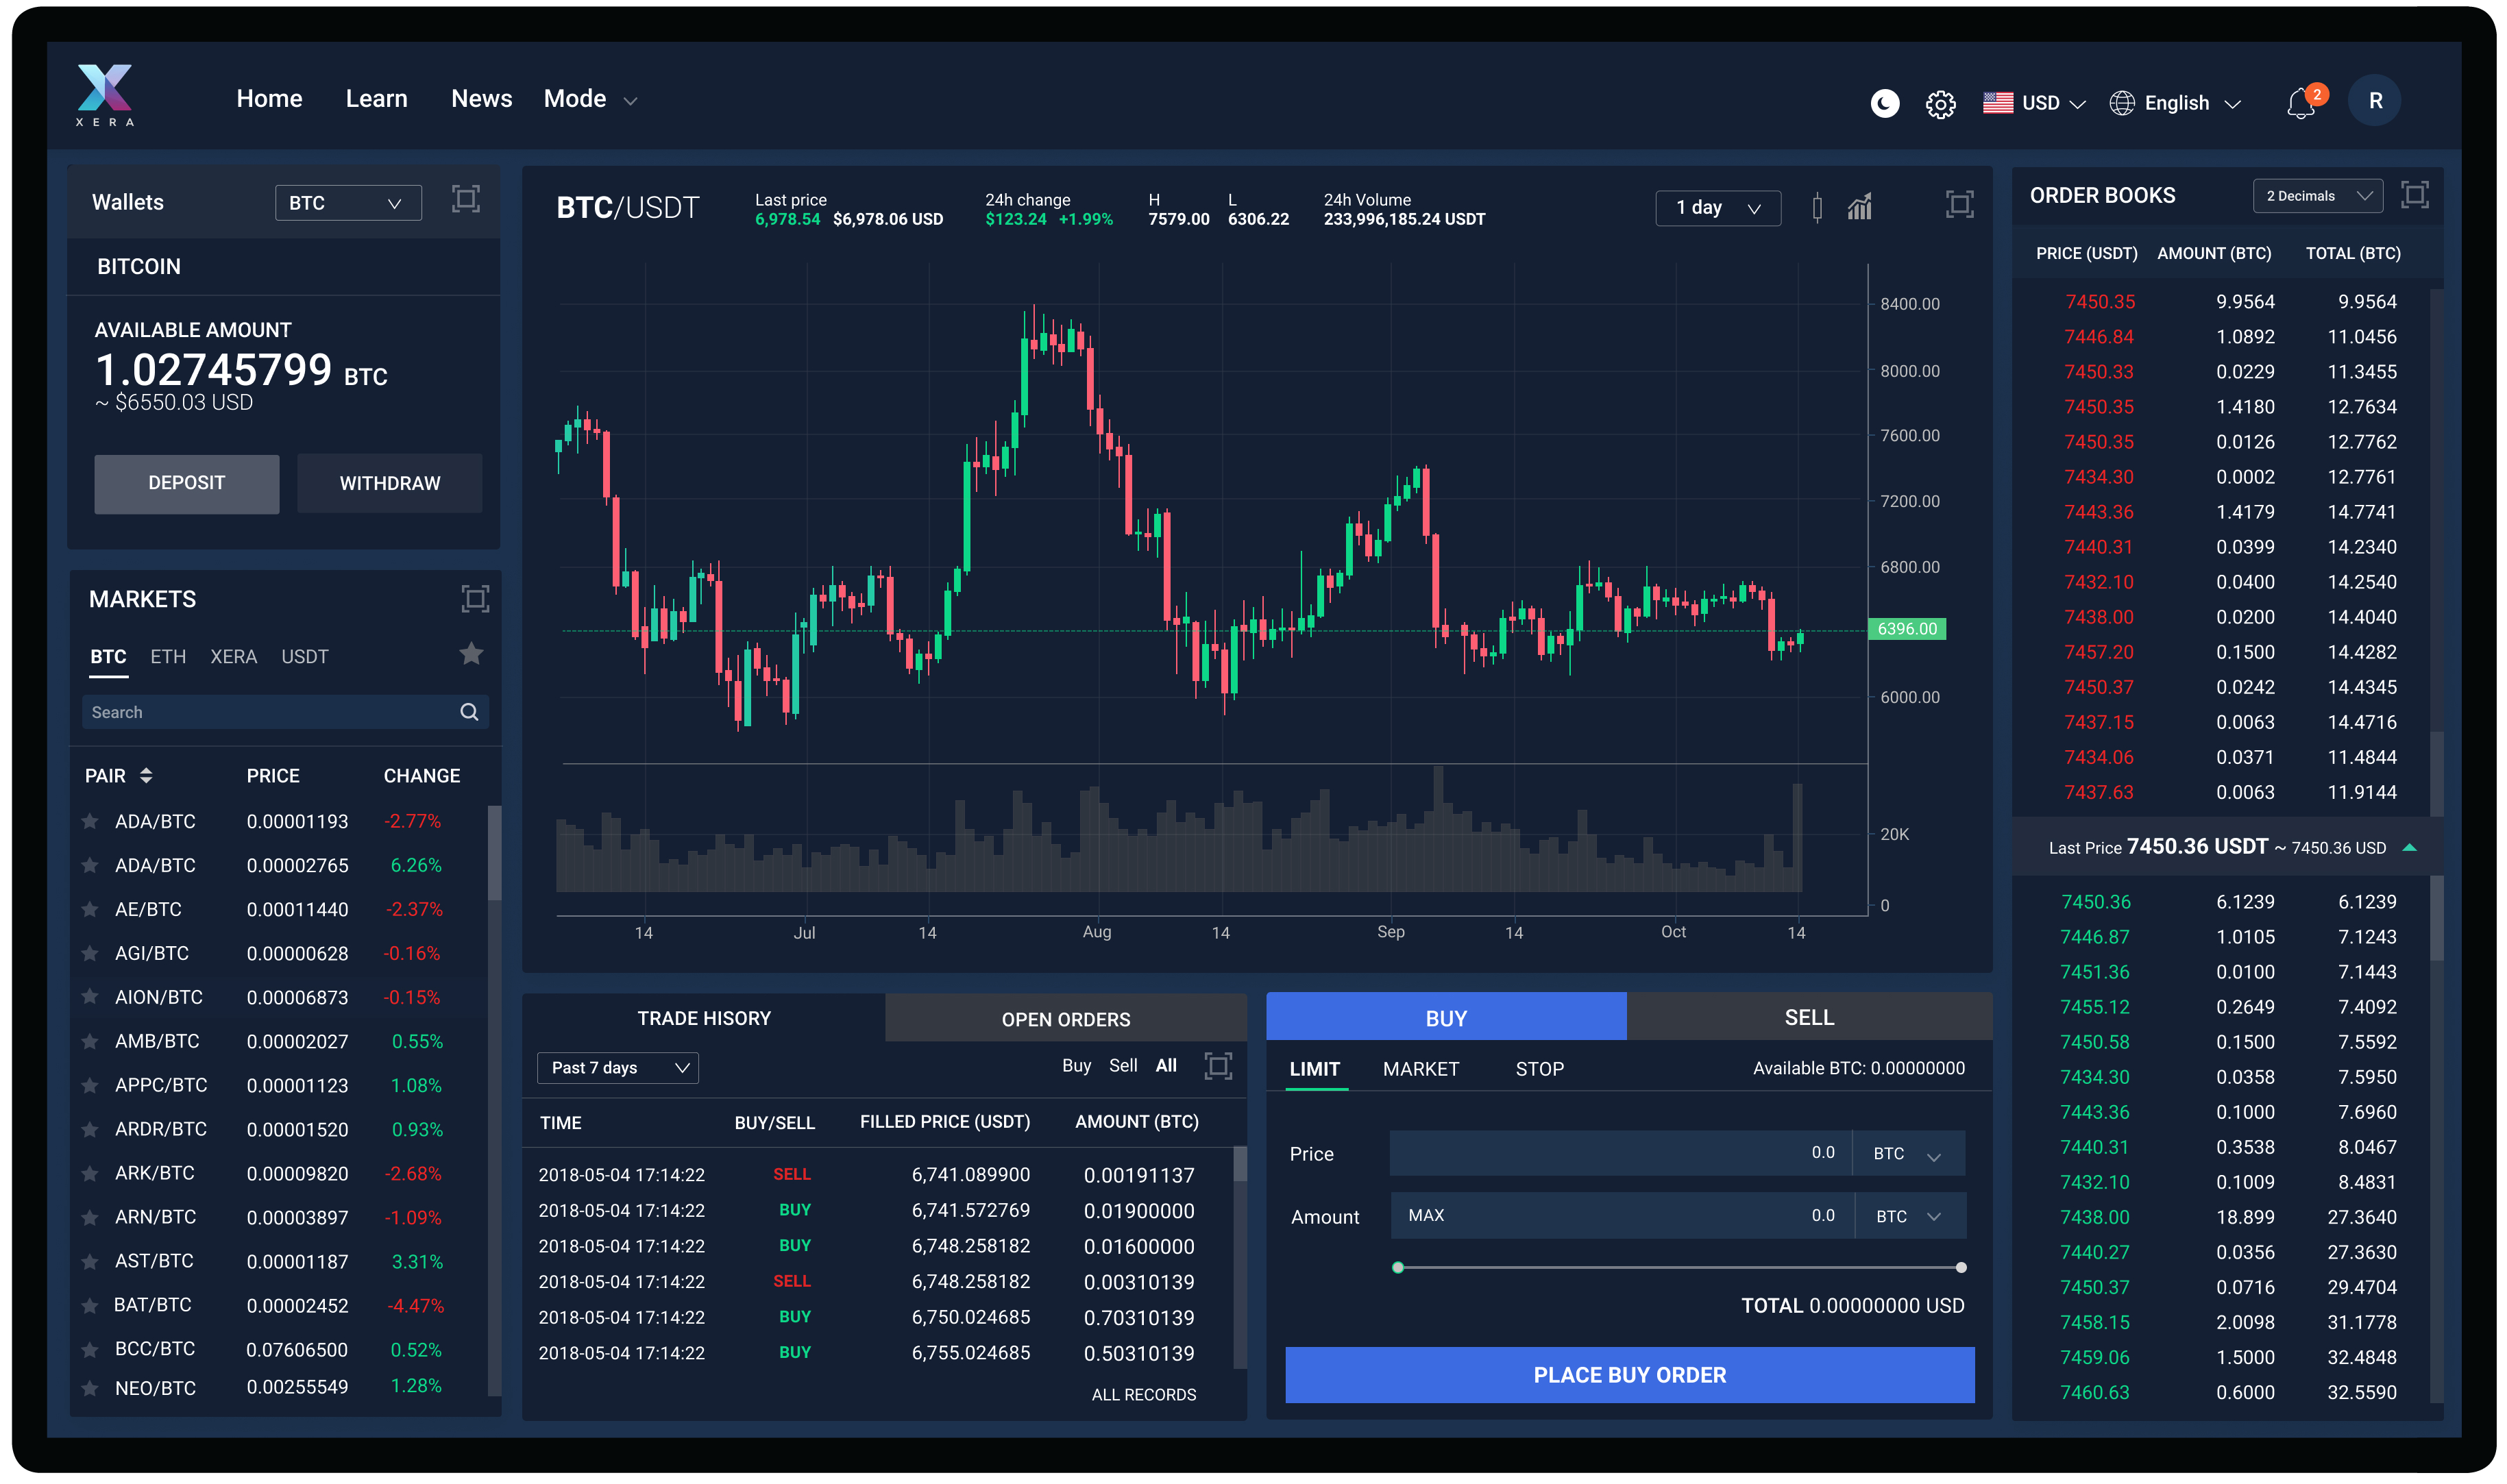 XERA
Home Learn News Mode
USD English 2 R
Wallets BTC
BITCOIN
AVAILABLE AMOUNT
1.02745799 BTC
~ $6550.03 USD
DEPOSIT WITHDRAW
MARKETS
BTC ETH XERA USDT
Search
PAIR PRICE CHANGE
ADA/BTC 0.00001193 -2.77%
ADA/BTC 0.00002765 6.26%
AE/BTC 0.00011440 -2.37%
AGI/BTC 0.00000628 -0.16%
AION/BTC 0.00006873 -0.15%
AMB/BTC 0.00002027 0.55%
APPC/BTC 0.00001123 1.08%
ARDR/BTC 0.00001520 0.93%
ARK/BTC 0.00009820 -2.68%
ARN/BTC 0.00003897 -1.09%
AST/BTC 0.00001187 3.31%
BAT/BTC 0.00002452 -4.47%
BCC/BTC 0.07606500 0.52%
NEO/BTC 0.00255549 1.28%
BTC/USDT
Last price 24h change H L 24h Volume
6,978.54 $6,978.06 USD $123.24 +1.99% 7579.00 6306.22 233,996,185.24 USDT
1 day
8400.00
8000.00
7600.00
7200.00
6800.00
6396.00
6000.00
20K
0
14 Jul 14 Aug 14 Sep 14 Oct 14
TRADE HISORY OPEN ORDERS
Past 7 days Buy Sell All
TIME BUY/SELL FILLED PRICE (USDT) AMOUNT (BTC)
2018-05-04 17:14:22 SELL 6,741.089900 0.00191137
2018-05-04 17:14:22 BUY 6,741.572769 0.01900000
2018-05-04 17:14:22 BUY 6,748.258182 0.01600000
2018-05-04 17:14:22 SELL 6,748.258182 0.00310139
2018-05-04 17:14:22 BUY 6,750.024685 0.70310139
2018-05-04 17:14:22 BUY 6,755.024685 0.50310139
ALL RECORDS
BUY SELL
LIMIT MARKET STOP Available BTC: 0.00000000
Price 0.0 BTC
Amount MAX 0.0 BTC
TOTAL 0.00000000 USD
PLACE BUY ORDER
ORDER BOOKS 2 Decimals
PRICE (USDT) AMOUNT (BTC) TOTAL (BTC)
7450.35 9.9564 9.9564
7446.84 1.0892 11.0456
7450.33 0.0229 11.3455
7450.35 1.4180 12.7634
7450.35 0.0126 12.7762
7434.30 0.0002 12.7761
7443.36 1.4179 14.7741
7440.31 0.0399 14.2340
7432.10 0.0400 14.2540
7438.00 0.0200 14.4040
7457.20 0.1500 14.4282
7450.37 0.0242 14.4345
7437.15 0.0063 14.4716
7434.06 0.0371 11.4844
7437.63 0.0063 11.9144
Last Price 7450.36 USDT ~ 7450.36 USD
7450.36 6.1239 6.1239
7446.87 1.0105 7.1243
7451.36 0.0100 7.1443
7455.12 0.2649 7.4092
7450.58 0.1500 7.5592
7434.30 0.0358 7.5950
7443.36 0.1000 7.6960
7440.31 0.3538 8.0467
7432.10 0.1009 8.4831
7438.00 18.899 27.3640
7440.27 0.0356 27.3630
7450.37 0.0716 29.4704
7458.15 2.0098 31.1778
7459.06 1.5000 32.4848
7460.63 0.6000 32.5590